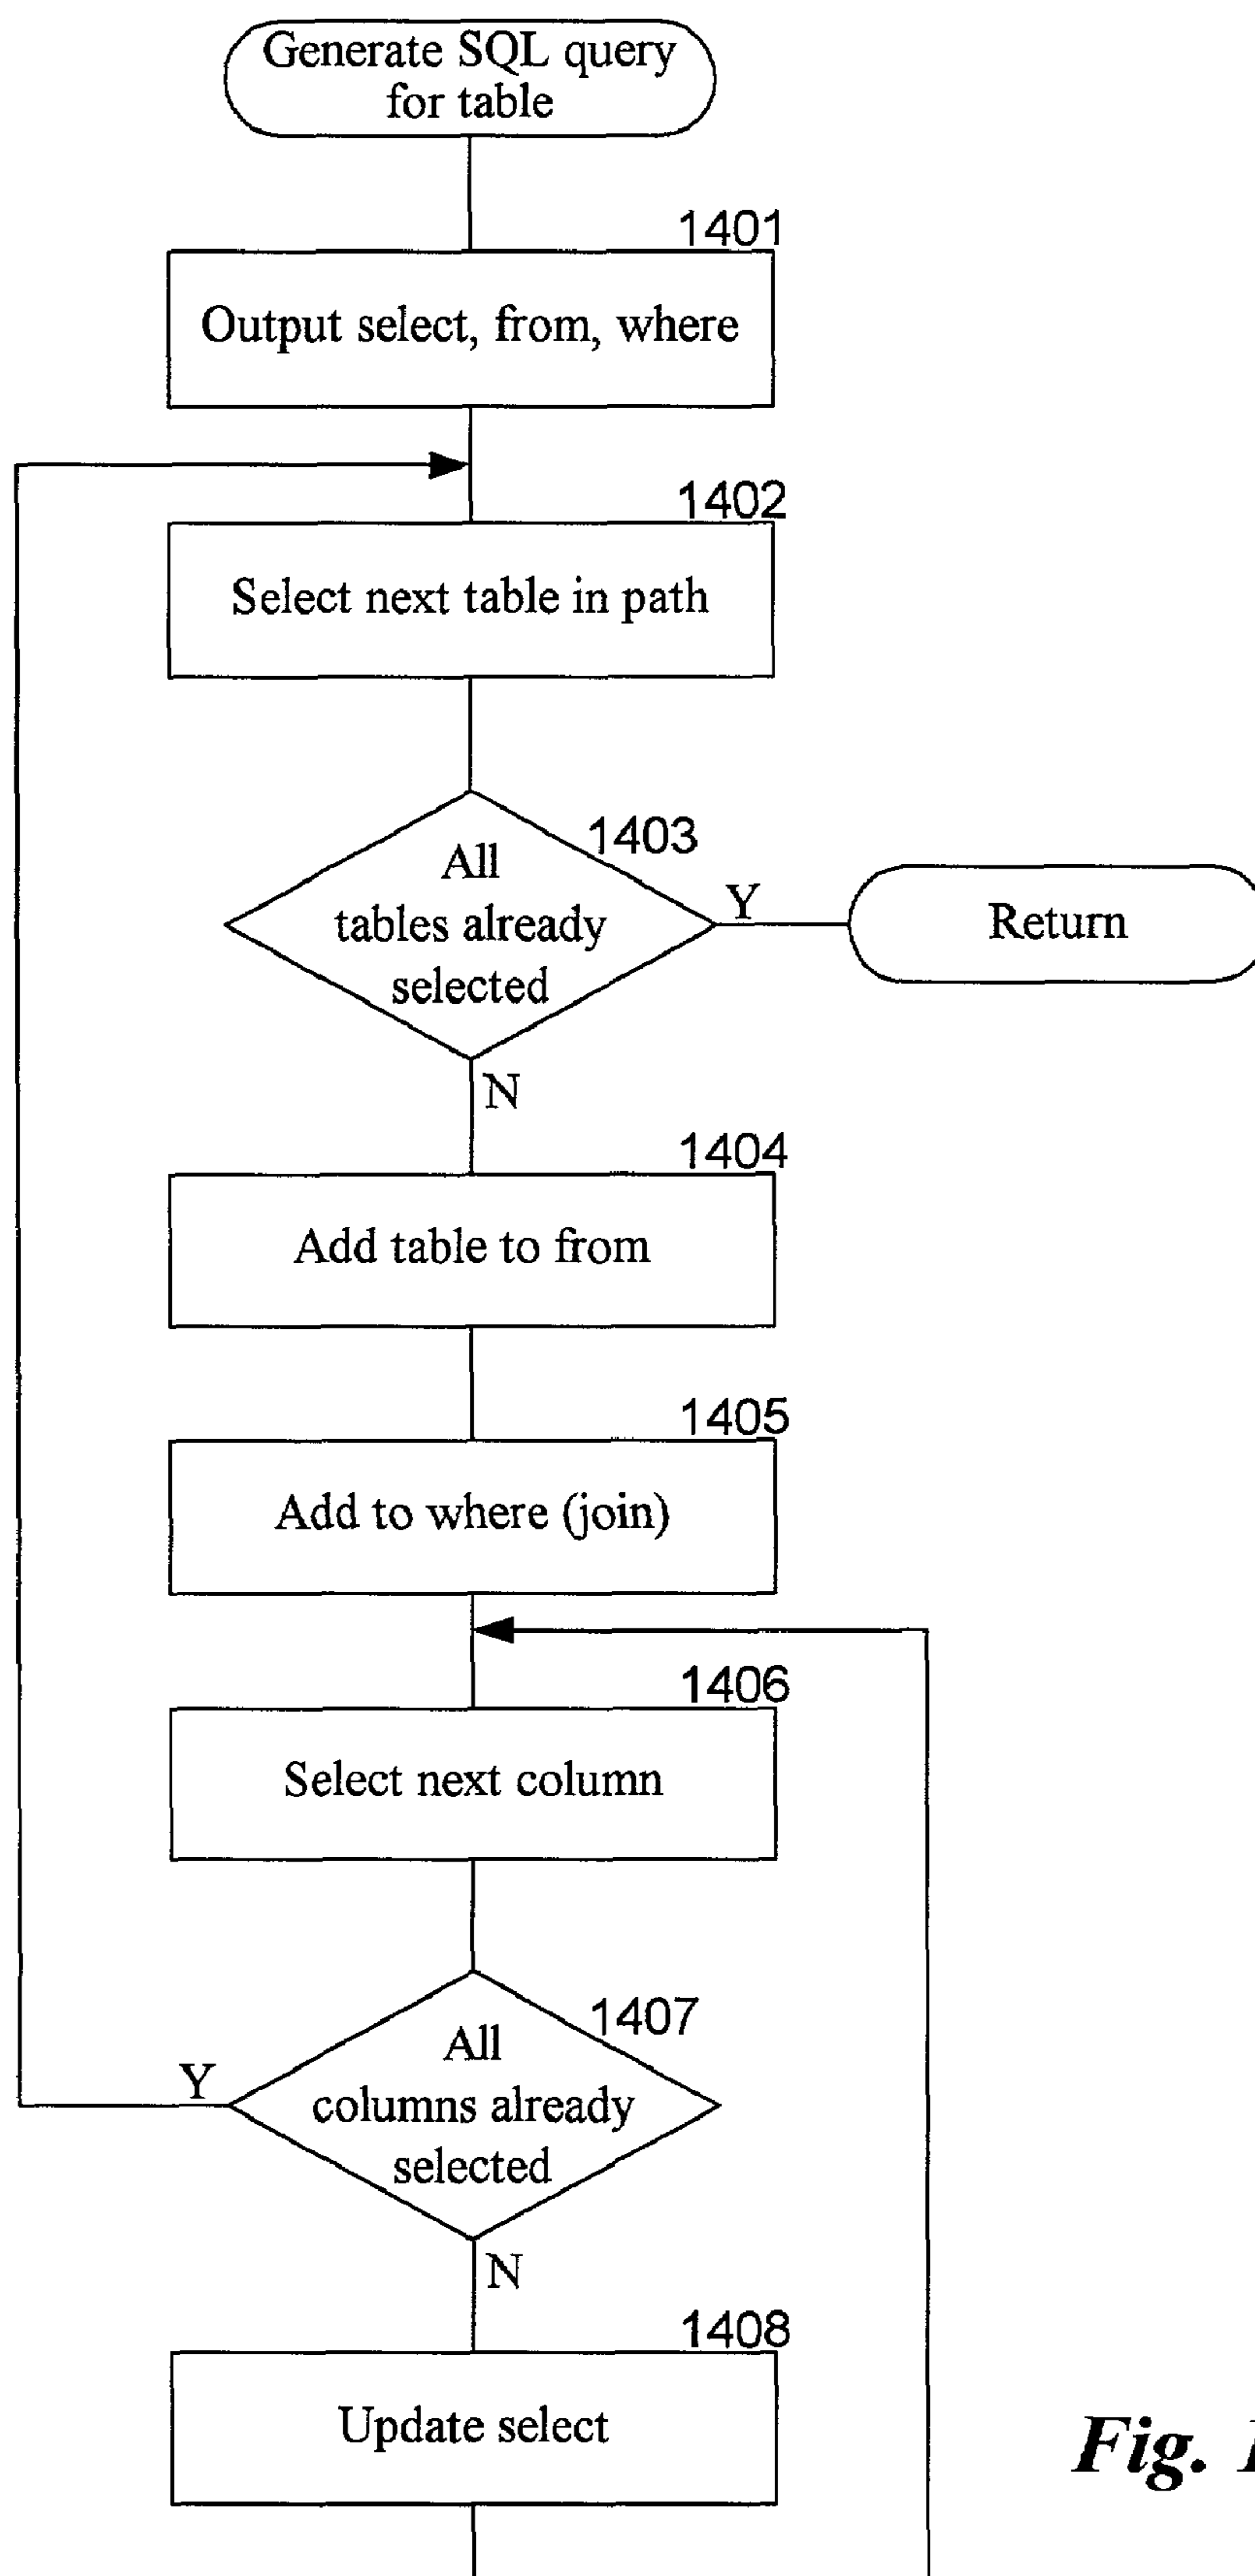 Generate SQL query
for table
1401
Output select, from, where
1402
Select next table in path
1403
All
tables already
selected
Y
Return
N
1404
Add table to from
1405
Add to where (join)
1406
Select next column
1407
All
columns already
selected
Y
N
1408
Update select
Fig.